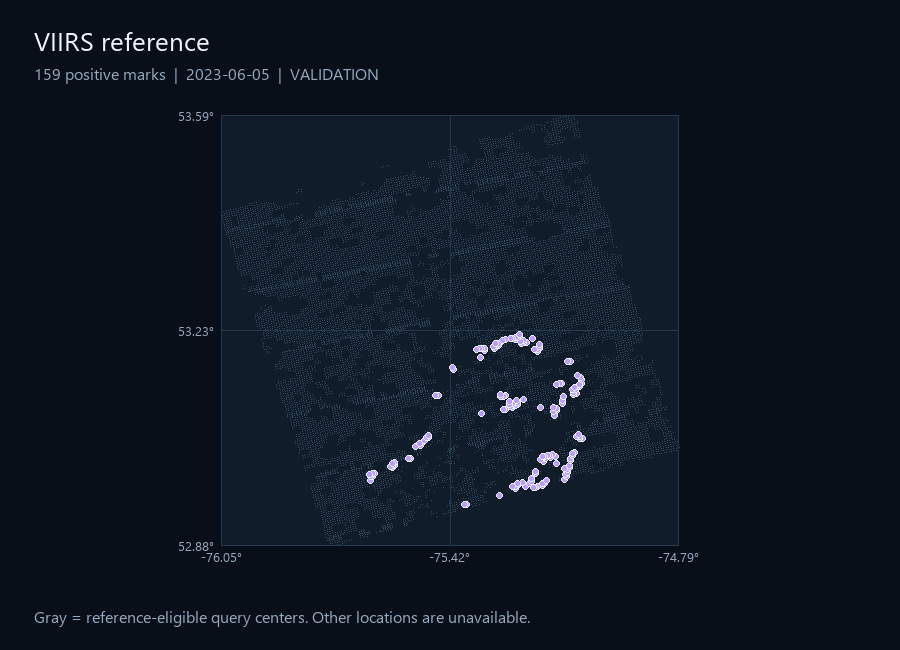 VIIRS reference
159 positive marks | 2023-06-05 | VALIDATION
53.59°
53.23°
52.88°
-76.05°
-75.42°
-74.79°
Gray = reference-eligible query centers. Other locations are unavailable.